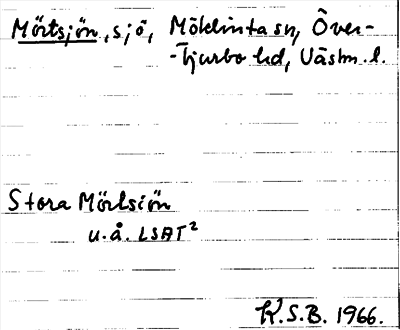 Mörtsjön, sjö, Möklinta sn, Över-
-Tjurbo hd, Västm. l.
Stora Mörtsjön
u.å. LSAT²
K.S.B. 1966.